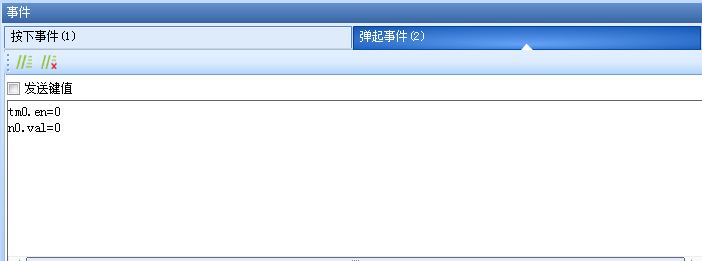 事件
按下事件(1)
弹起事件(2)
发送键值
tm0.en=0
n0.val=0